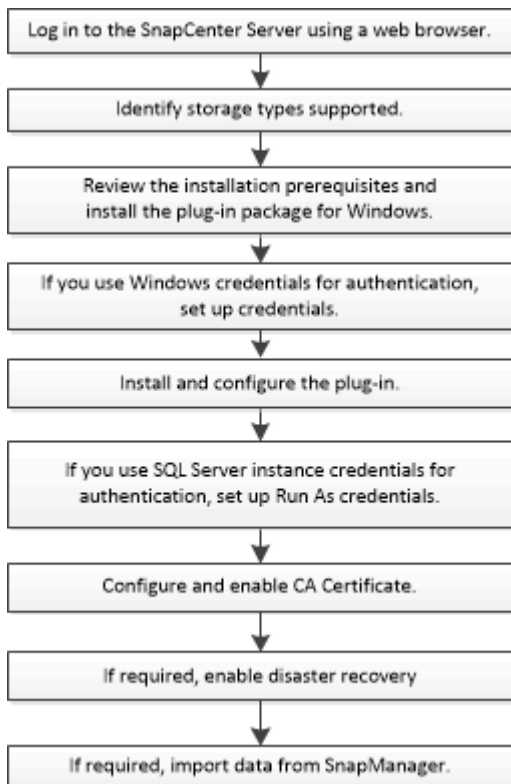 Log in to the SnapCenter Server using a web browser.
Identify storage types supported.
Review the installation prerequisites and
install the plug-in package for Windows.
If you use Windows credentials for authentication,
set up credentials.
Install and configure the plug-in.
If you use SQL Server instance credentials for
authentication, set up Run As credentials.
Configure and enable CA Certificate.
If required, enable disaster recovery
If required, import data from SnapManager.